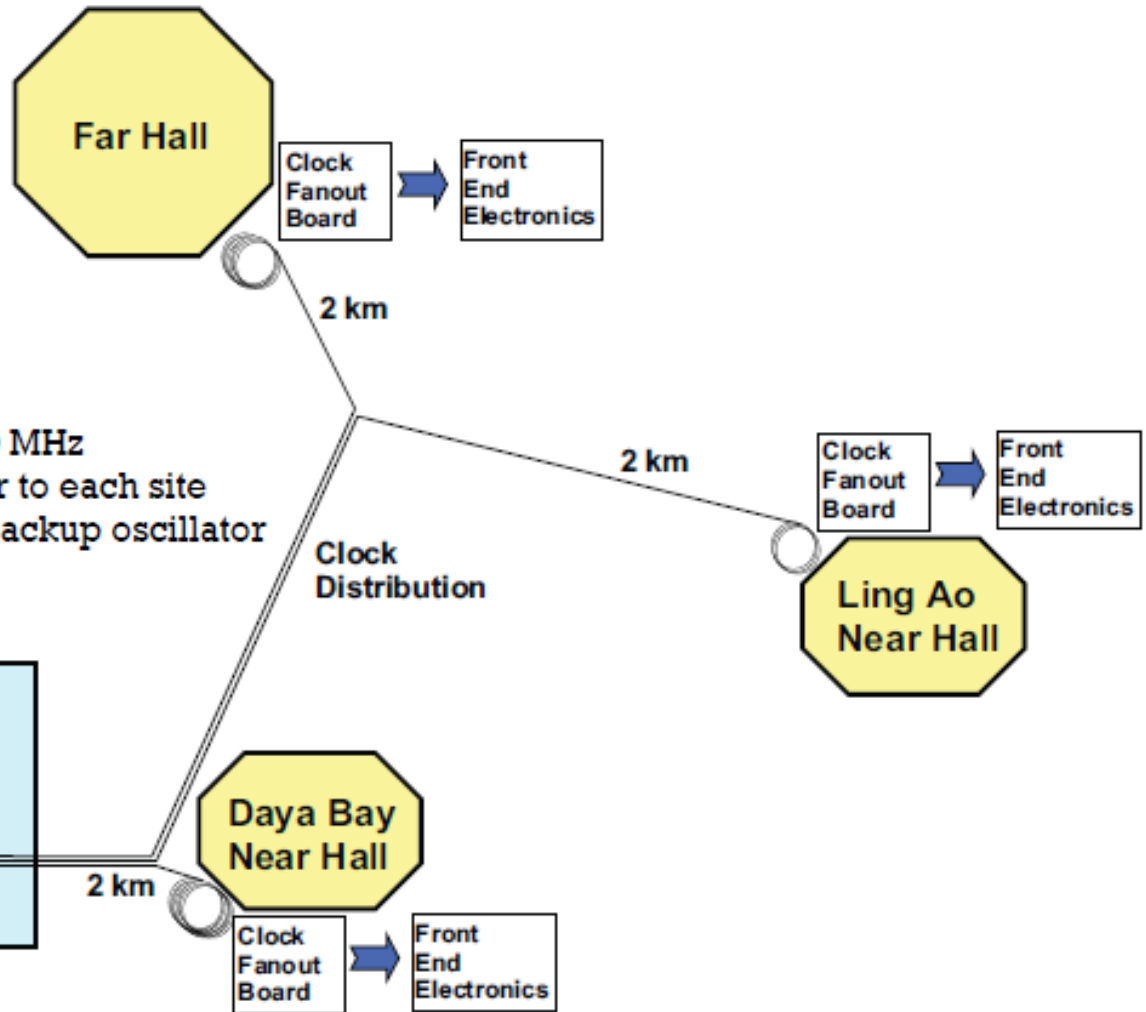 Far Hall
Clock
Fanout
Board
Front
End
Electronics
2 km
MHz
to each site
backup oscillator
2 km
Clock
Fanout
Board
Front
End
Electronics
Clock
Distribution
Ling Ao
Near Hall
Daya Bay
Near Hall
2 km
Clock
Fanout
Board
Front
End
Electronics